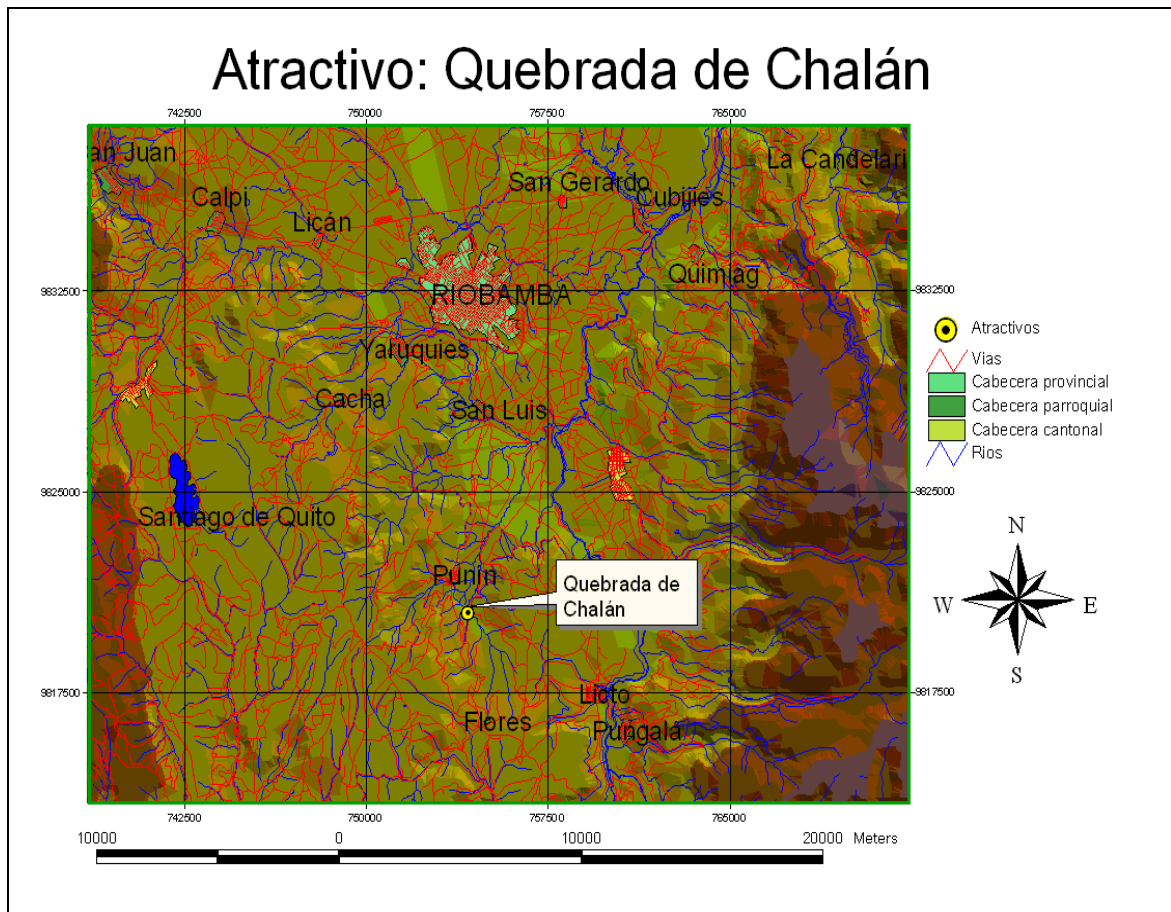 Atractivo: Quebrada de Chalán
742500 750000 757500 765000
an Juan
La Candelari
San Gerardo
Calpi
Cubijies
Licán
Quimiag
9832500
RIOBAMBA
9832500
Yaruquies
Cacha
San Luis
9825000
9825000
Santiago de Quito
Punín
Quebrada de
Chalán
9817500
Licto
9817500
Flores
Pungalá
742500 750000 757500 765000
Atractivos
Vias
Cabecera provincial
Cabecera parroquial
Cabecera cantonal
Rios
N
W E
S
10000 0 10000 20000 Meters